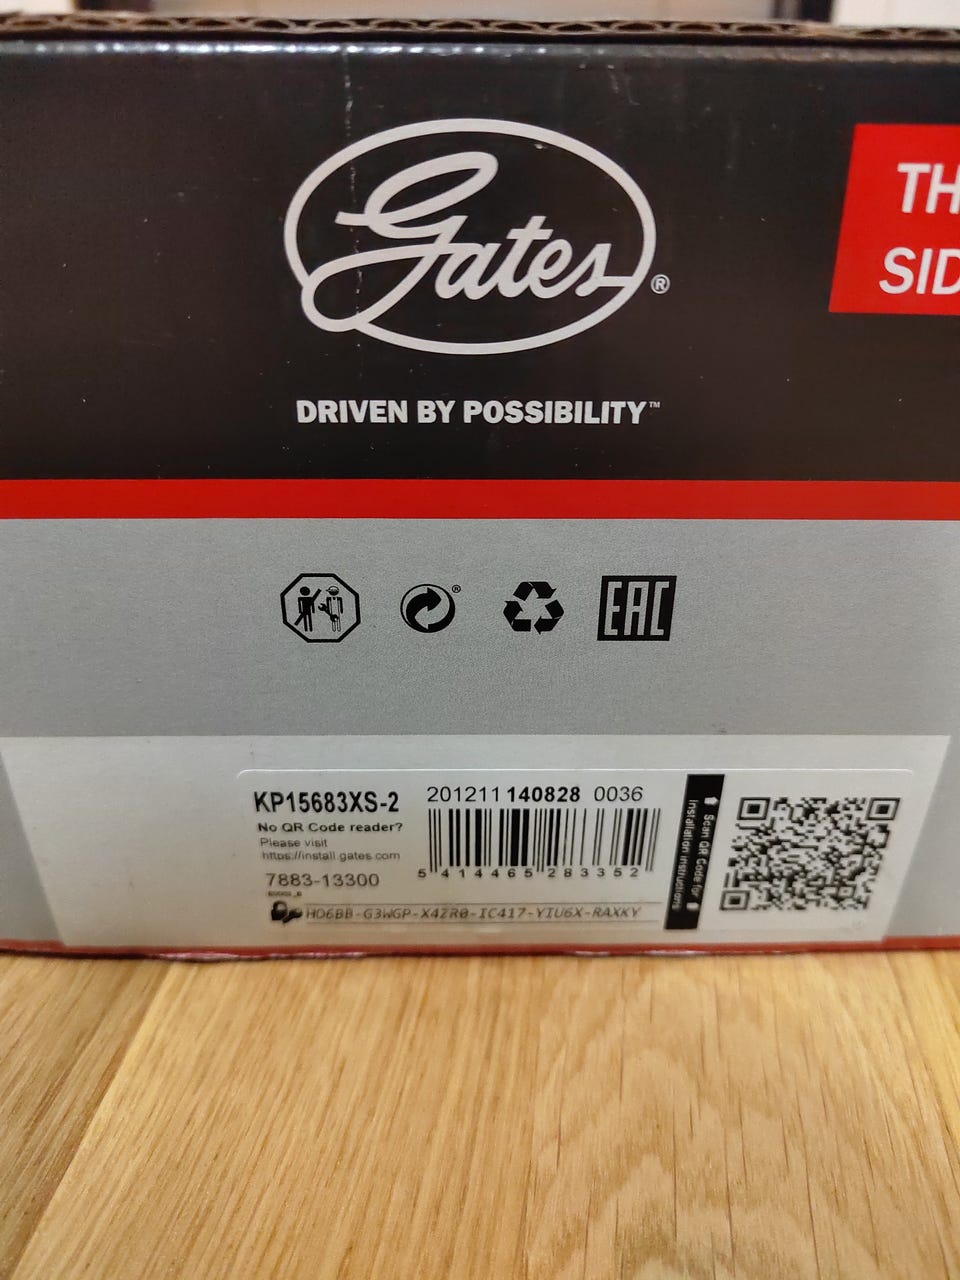 Gates®
TH
SID
DRIVEN BY POSSIBILITY™
®
EAC
KP15683XS-2
201211 140828 0036
No QR Code reader?
Please visit
https://install.gates.com
5 414465 283352
7883-13300
HO6BB-G3WGP-X4ZR0-IC417-YIU6X-RAXKY
Scan QR Code for
installation instructions